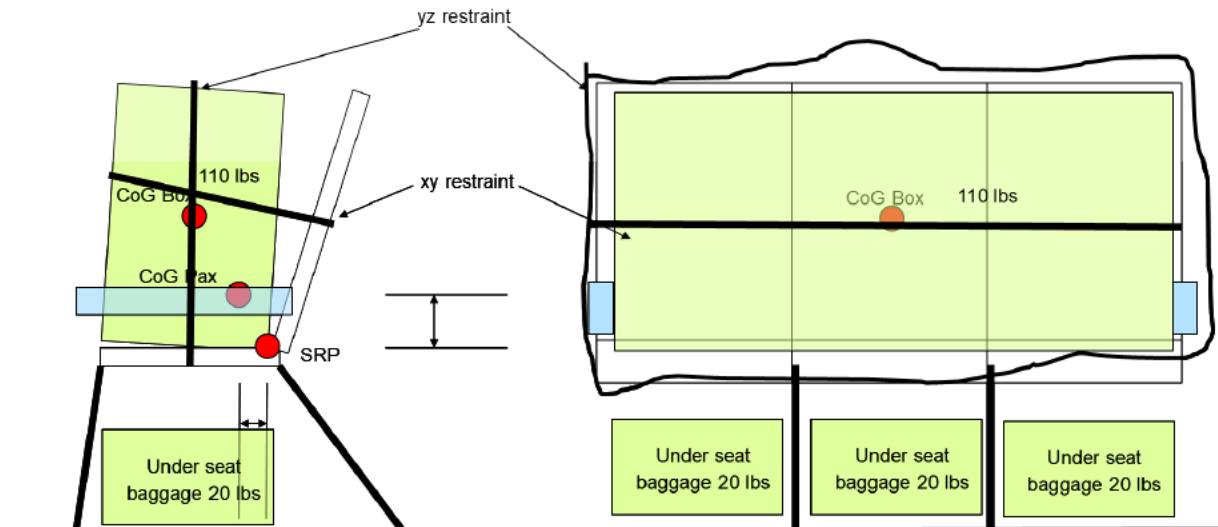 yz restraint
110 lbs
CoG Box
xy restraint
CoG Box
110 lbs
CoG Pax
SRP
Under seat
baggage 20 lbs
Under seat
baggage 20 lbs
Under seat
baggage 20 lbs
Under seat
baggage 20 lbs